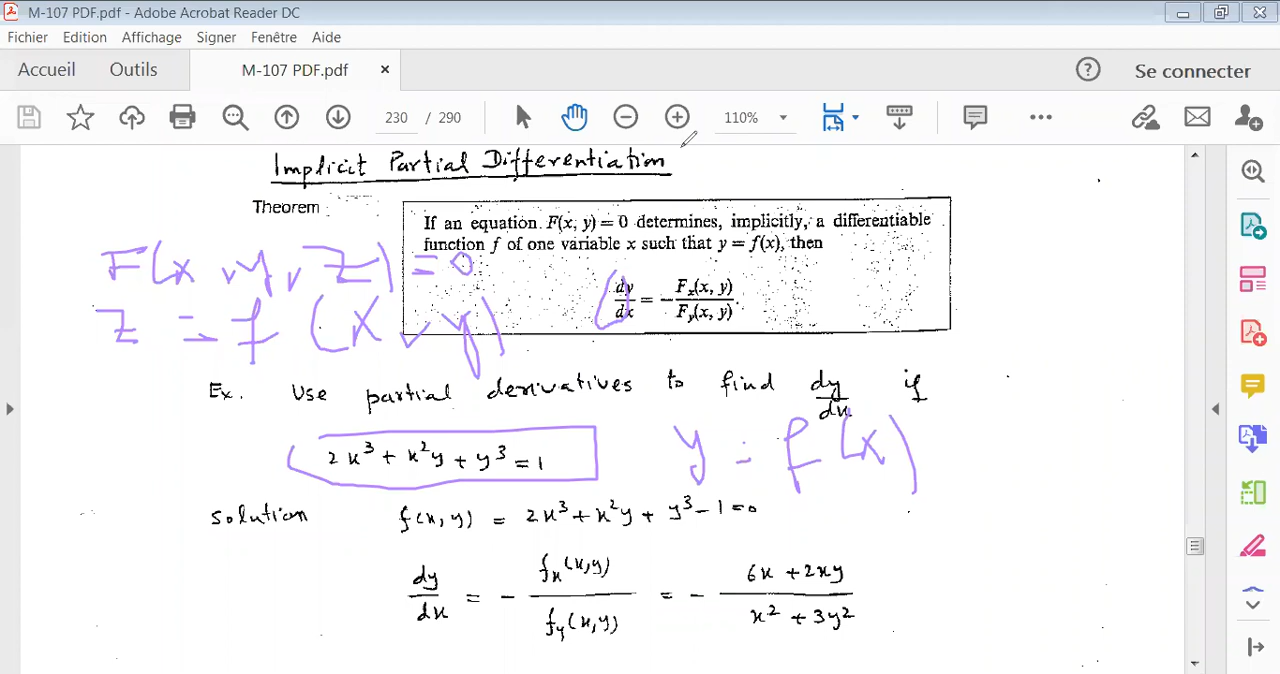 M-107 PDF.pdf - Adobe Acrobat Reader DC
Fichier Edition Affichage Signer Fenêtre Aide
Accueil Outils M-107 PDF.pdf × Se connecter
230 / 290 110%
Implicit Partial Differentiation
Theorem
If an equation F(x, y) = 0 determines, implicitly, a differentiable
function f of one variable x such that y = f(x), then
dy/dx = - Fx(x, y)/Fy(x, y)
F(x, y, z) = 0
z = f(x, y)
Ex. Use partial derivatives to find dy/dx if
2x³ + x²y + y³ = 1
y = f(x)
solution f(x, y) = 2x³ + x²y + y³ - 1 = 0
dy/dx = - fx(x, y)/fy(x, y) = - 6x + 2xy/x² + 3y²